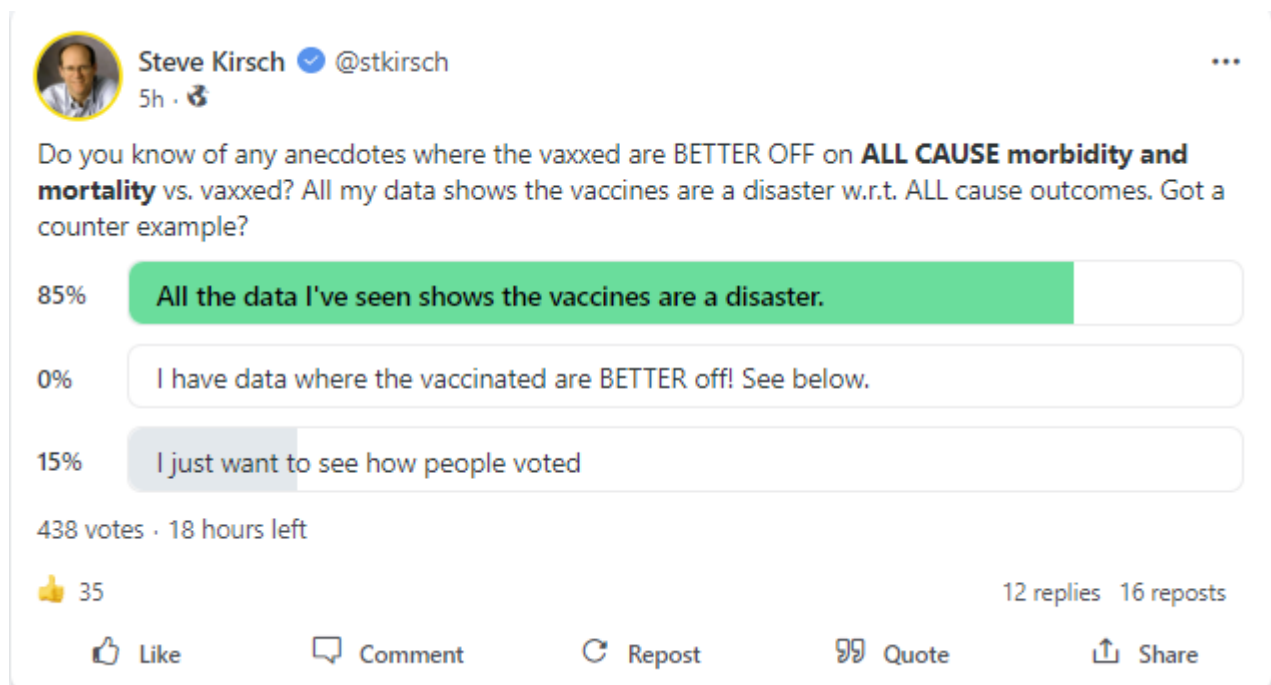 Steve Kirsch @stkirsch
5h ·
Do you know of any anecdotes where the vaxxed are BETTER OFF on ALL CAUSE morbidity and
mortality vs. vaxxed? All my data shows the vaccines are a disaster w.r.t. ALL cause outcomes. Got a
counter example?
85% All the data I've seen shows the vaccines are a disaster.
0% I have data where the vaccinated are BETTER off! See below.
15% I just want to see how people voted
438 votes · 18 hours left
35 12 replies 16 reposts
Like Comment Repost Quote Share